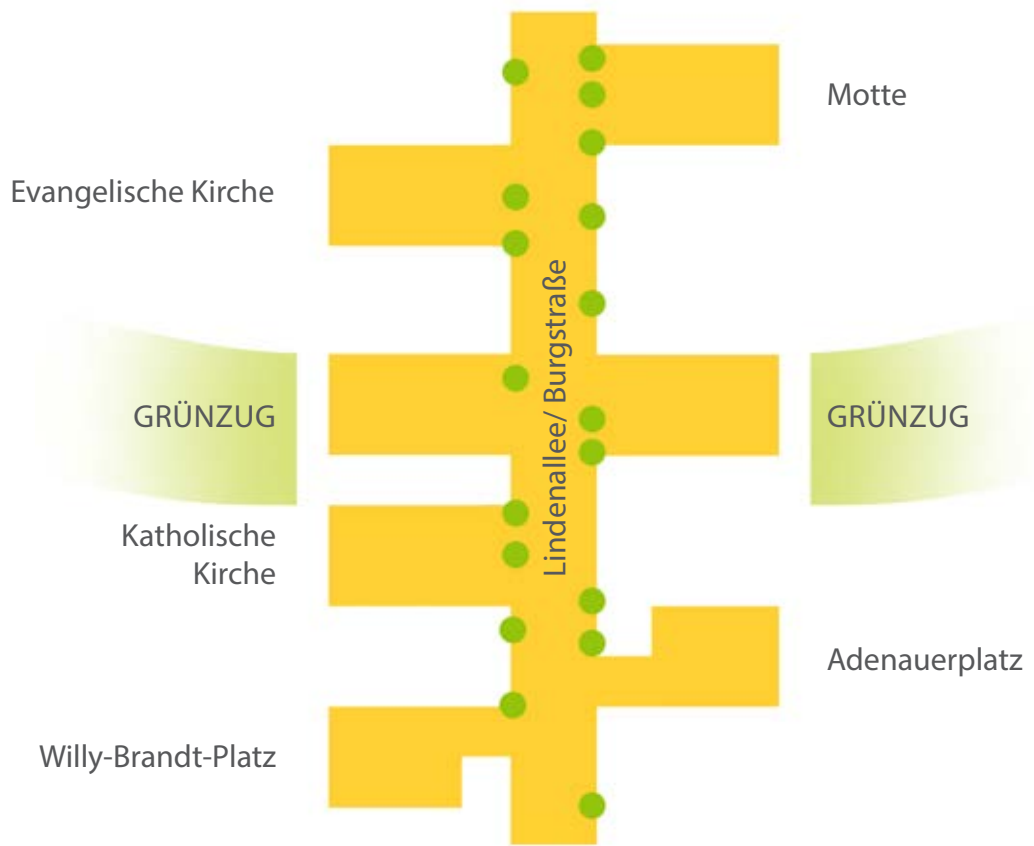 Motte
Evangelische Kirche
Lindenallee/ Burgstraße
GRÜNZUG
GRÜNZUG
Katholische
Kirche
Adenauerplatz
Willy-Brandt-Platz